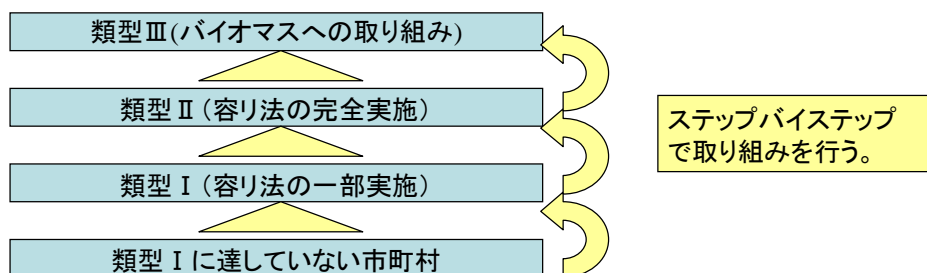 類型Ⅲ(バイオマスへの取り組み)
類型Ⅱ（容リ法の完全実施）
ステップバイステップ
で取り組みを行う。
類型Ⅰ（容リ法の一部実施）
類型Ⅰに達していない市町村